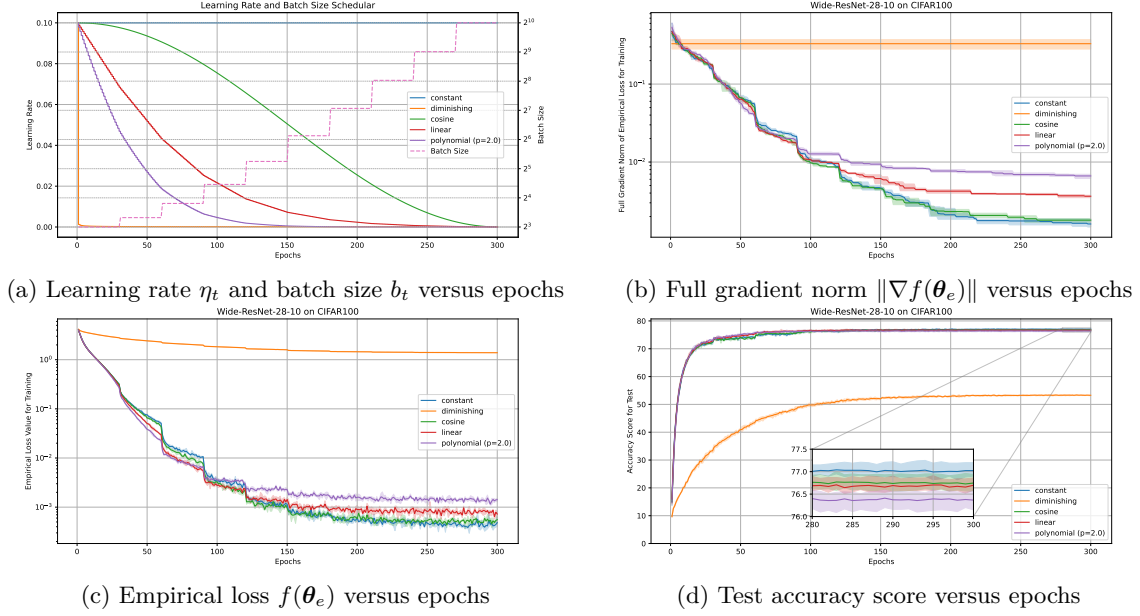 Learning Rate and Batch Size Schedular
0.10
0.08
0.06
0.04
0.02
0.00
Learning Rate
2^10
2^9
2^8
2^7
2^6
2^5
2^4
2^3
Batch Size
constant
diminishing
cosine
linear
polynomial (p=2.0)
Batch Size
0 50 100 150 200 250 300
Epochs
(a) Learning rate η_t and batch size b_t versus epochs
Wide-ResNet-28-10 on CIFAR100
Full Gradient Norm of Empirical Loss for Training
10^−1
10^−2
constant
diminishing
cosine
linear
polynomial (p=2.0)
0 50 100 150 200 250 300
Epochs
(b) Full gradient norm ‖∇f(θ_e)‖ versus epochs
Wide-ResNet-28-10 on CIFAR100
Empirical Loss Value for Training
10^0
10^−1
10^−2
10^−3
constant
diminishing
cosine
linear
polynomial (p=2.0)
0 50 100 150 200 250 300
Epochs
(c) Empirical loss f(θ_e) versus epochs
Wide-ResNet-28-10 on CIFAR100
Accuracy Score for Test
80
70
60
50
40
30
20
10
0
77.5
77.0
76.5
76.0
280 285 290 295 300
constant
diminishing
cosine
linear
polynomial (p=2.0)
0 50 100 150 200 250 300
Epochs
(d) Test accuracy score versus epochs